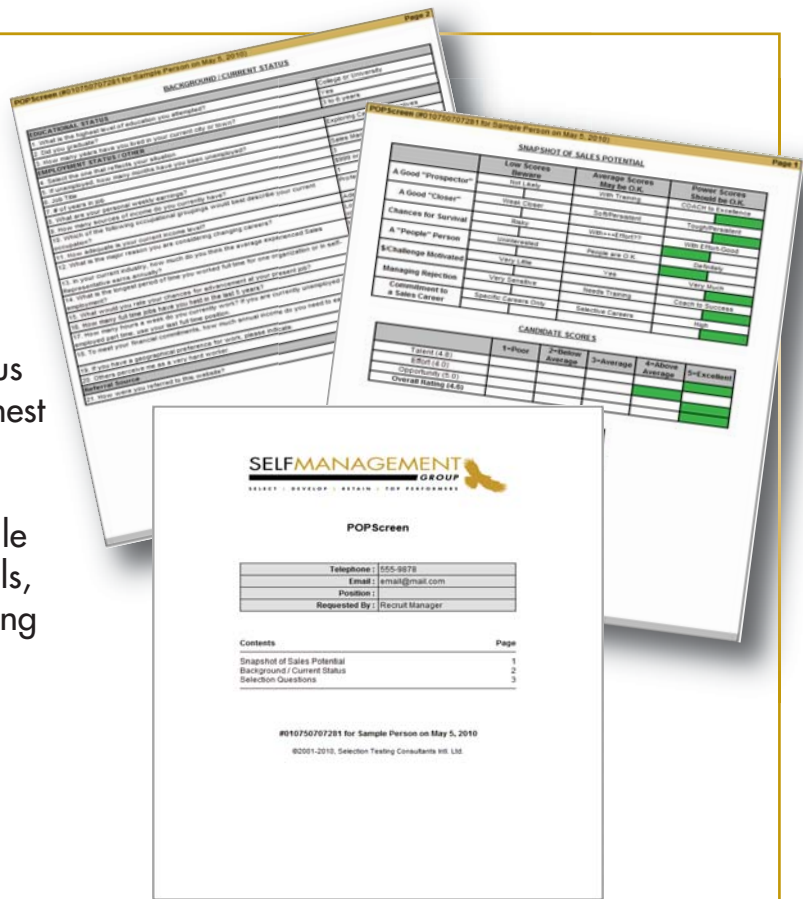 us
nest
le
ls,
ng
POPScreen (#010750707281 for Sample Person on May 5, 2010) Page 2
BACKGROUND / CURRENT STATUS
EDUCATIONAL STATUS
1. What is the highest level of education you attempted? College or University
2. Did you graduate? Yes
3. How many years have you lived in your current city or town?
EMPLOYMENT STATUS / OTHER
4. Select the one that reflects your situation
5. If unemployed, how many months have you been unemployed?
6. Job Title
7. # of years in job
8. What are your personal weekly earnings?
9. How many sources of income do you currently have?
10. Which of the following occupational groupings would best describe your current
occupation?
11. How adequate is your current income level?
12. What is the major reason you are considering changing careers?
13. In your current industry, how much do you think the average experienced Sales
Representative earns annually?
14. What is the longest period of time you worked full time for one organization or in self-
employment?
15. What would you rate your chances for advancement at your present job?
16. How many full time jobs have you held in the last 5 years?
17. How many hours a week do you currently work? If you are currently unemployed
employed part time, use your last full time position.
18. To meet your financial commitments, how much annual income do you need to
19. If you have a geographical preference for work, please indicate
20. Others perceive me as a very hard worker
Referral Source
21. How were you referred to this website?
POPScreen (#010750707281 for Sample Person on May 5, 2010) Page 1
SNAPSHOT OF SALES POTENTIAL
Low Scores Beware Average Scores May be O.K. Power Scores Should be O.K.
A Good "Prospector" Not Likely With Training COACH to Excellence
A Good "Closer" Weak Closer Soft/Persistent Tough/Persistent
Chances for Survival Risky With+++Effort?? With Effort-Good
A "People" Person Uninterested People are O.K. Definitely
$/Challenge Motivated Very Little Yes Very Much
Managing Rejection Very Sensitive Needs Training Coach to Success
Commitment to a Sales Career Specific Careers Only Selective Careers High
CANDIDATE SCORES
1~Poor 2~Below Average 3~Average 4~Above Average 5~Excellent
Talent (4.8)
Effort (4.0)
Opportunity (5.0)
Overall Rating (4.6)
SELFMANAGEMENT
GROUP
SELECT | DEVELOP | RETAIN | TOP PERFORMERS
POPScreen
Telephone : 555-9878
Email : email@mail.com
Position :
Requested By : Recruit Manager
Contents Page
Snapshot of Sales Potential 1
Background / Current Status 2
Selection Questions 3
#010750707281 for Sample Person on May 5, 2010
©2001-2010, Selection Testing Consultants Intl. Ltd.